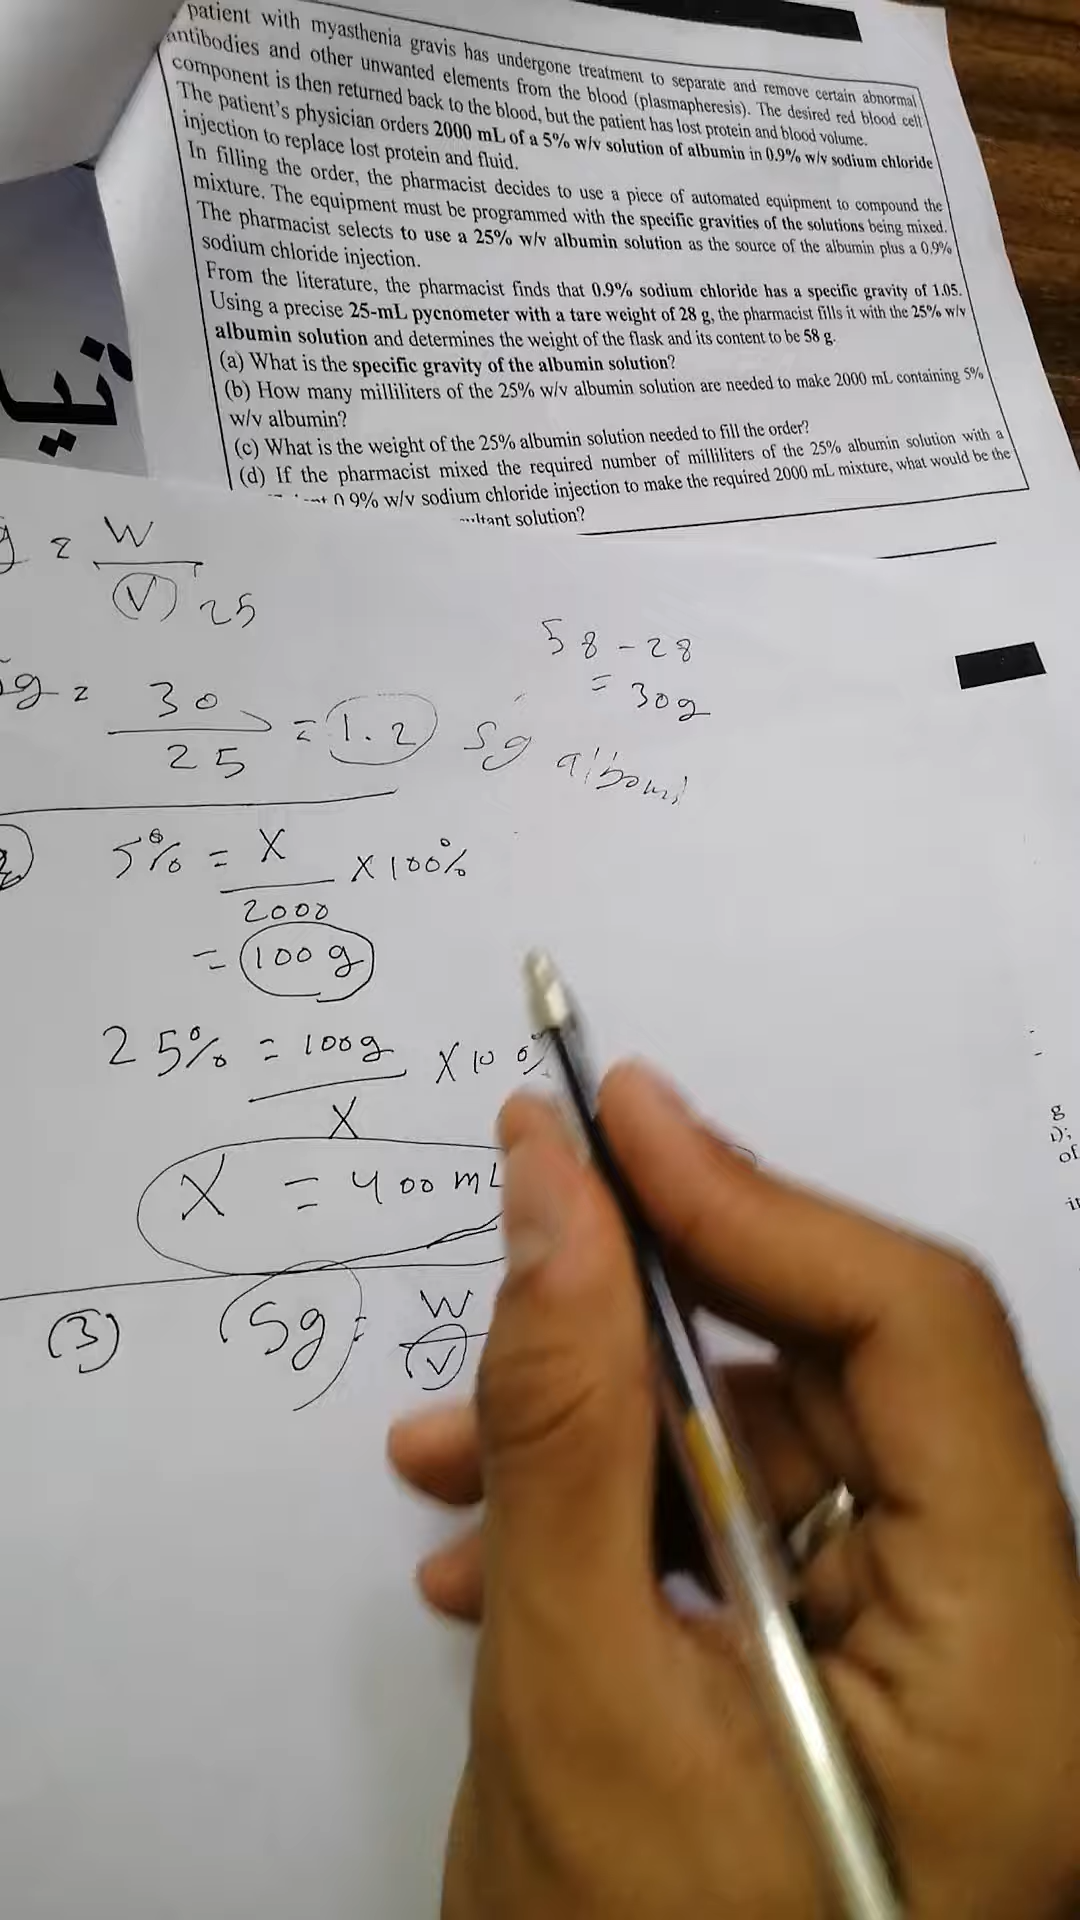 patient with myasthenia gravis has undergone treatment to separate and remove certain abnormal
antibodies and other unwanted elements from the blood (plasmapheresis). The desired red blood cell
component is then returned back to the blood, but the patient has lost protein and blood volume.
The patient's physician orders 2000 mL of a 5% w/v solution of albumin in 0.9% w/v sodium chloride
injection to replace lost protein and fluid.
In filling the order, the pharmacist decides to use a piece of automated equipment to compound the
mixture. The equipment must be programmed with the specific gravities of the solutions being mixed.
The pharmacist selects to use a 25% w/v albumin solution as the source of the albumin plus a 0.9%
sodium chloride injection.
From the literature, the pharmacist finds that 0.9% sodium chloride has a specific gravity of 1.05.
Using a precise 25-mL pycnometer with a tare weight of 28 g, the pharmacist fills it with the 25% w/v
albumin solution and determines the weight of the flask and its content to be 58 g.
(a) What is the specific gravity of the albumin solution?
(b) How many milliliters of the 25% w/v albumin solution are needed to make 2000 mL containing 5%
w/v albumin?
(c) What is the weight of the 25% albumin solution needed to fill the order?
(d) If the pharmacist mixed the required number of milliliters of the 25% albumin solution with a
0.9% w/v sodium chloride injection to make the required 2000 mL mixture, what would be the
solution?
نيا
g = W
V 25
58 - 28
= 30g
Sg = 30
25
= 1.2 Sg
5% = X
2000
X 100%
= 100 g
25% = 100g
X
X = 400 mL
(3) Sg = W
V
g
of